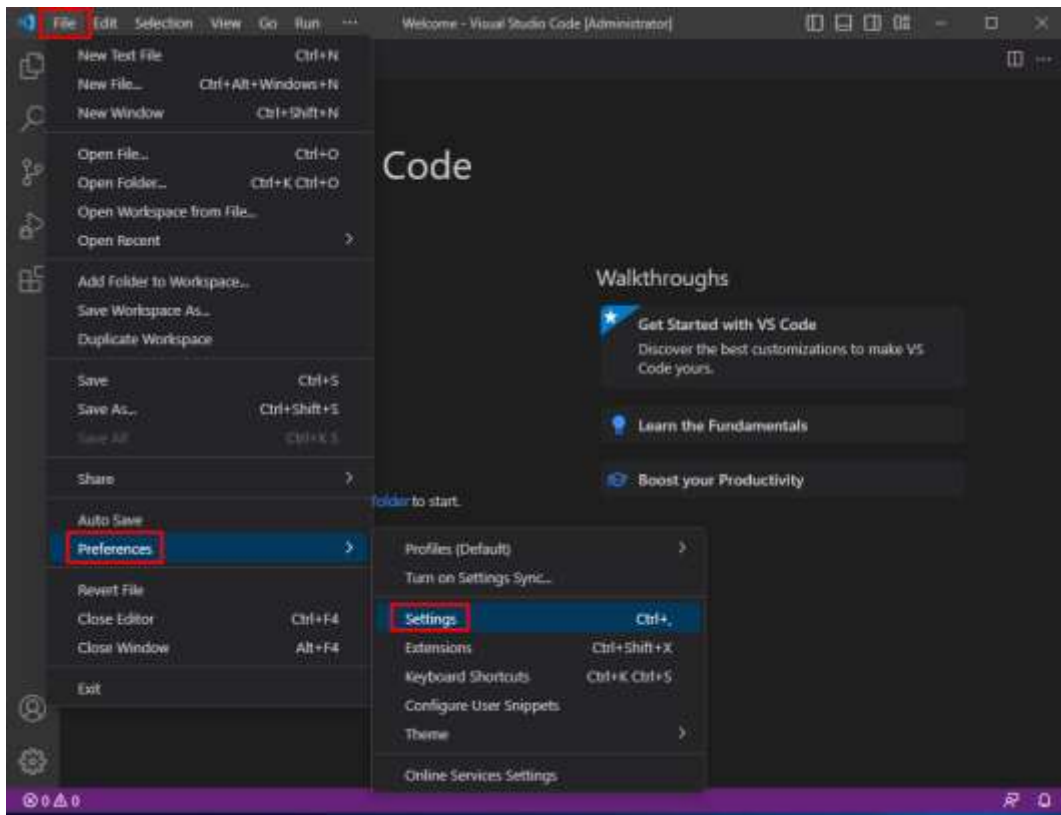 File Edit Selection View Go Run ··· Welcome - Visual Studio Code [Administrator]
New Text File Ctrl+N
New File... Ctrl+Alt+Windows+N
New Window Ctrl+Shift+N
Open File... Ctrl+O
Open Folder... Ctrl+K Ctrl+O
Open Workspace from File...
Open Recent
Add Folder to Workspace...
Save Workspace As...
Duplicate Workspace
Save Ctrl+S
Save As... Ctrl+Shift+S
Save All Ctrl+K S
Share
Auto Save
Preferences
Revert File
Close Editor Ctrl+F4
Close Window Alt+F4
Exit
Code
Walkthroughs
Get Started with VS Code
Discover the best customizations to make VS
Code yours.
Learn the Fundamentals
Boost your Productivity
folder to start.
Profiles (Default)
Turn on Settings Sync...
Settings Ctrl+,
Extensions Ctrl+Shift+X
Keyboard Shortcuts Ctrl+K Ctrl+S
Configure User Snippets
Theme
Online Services Settings
0 0